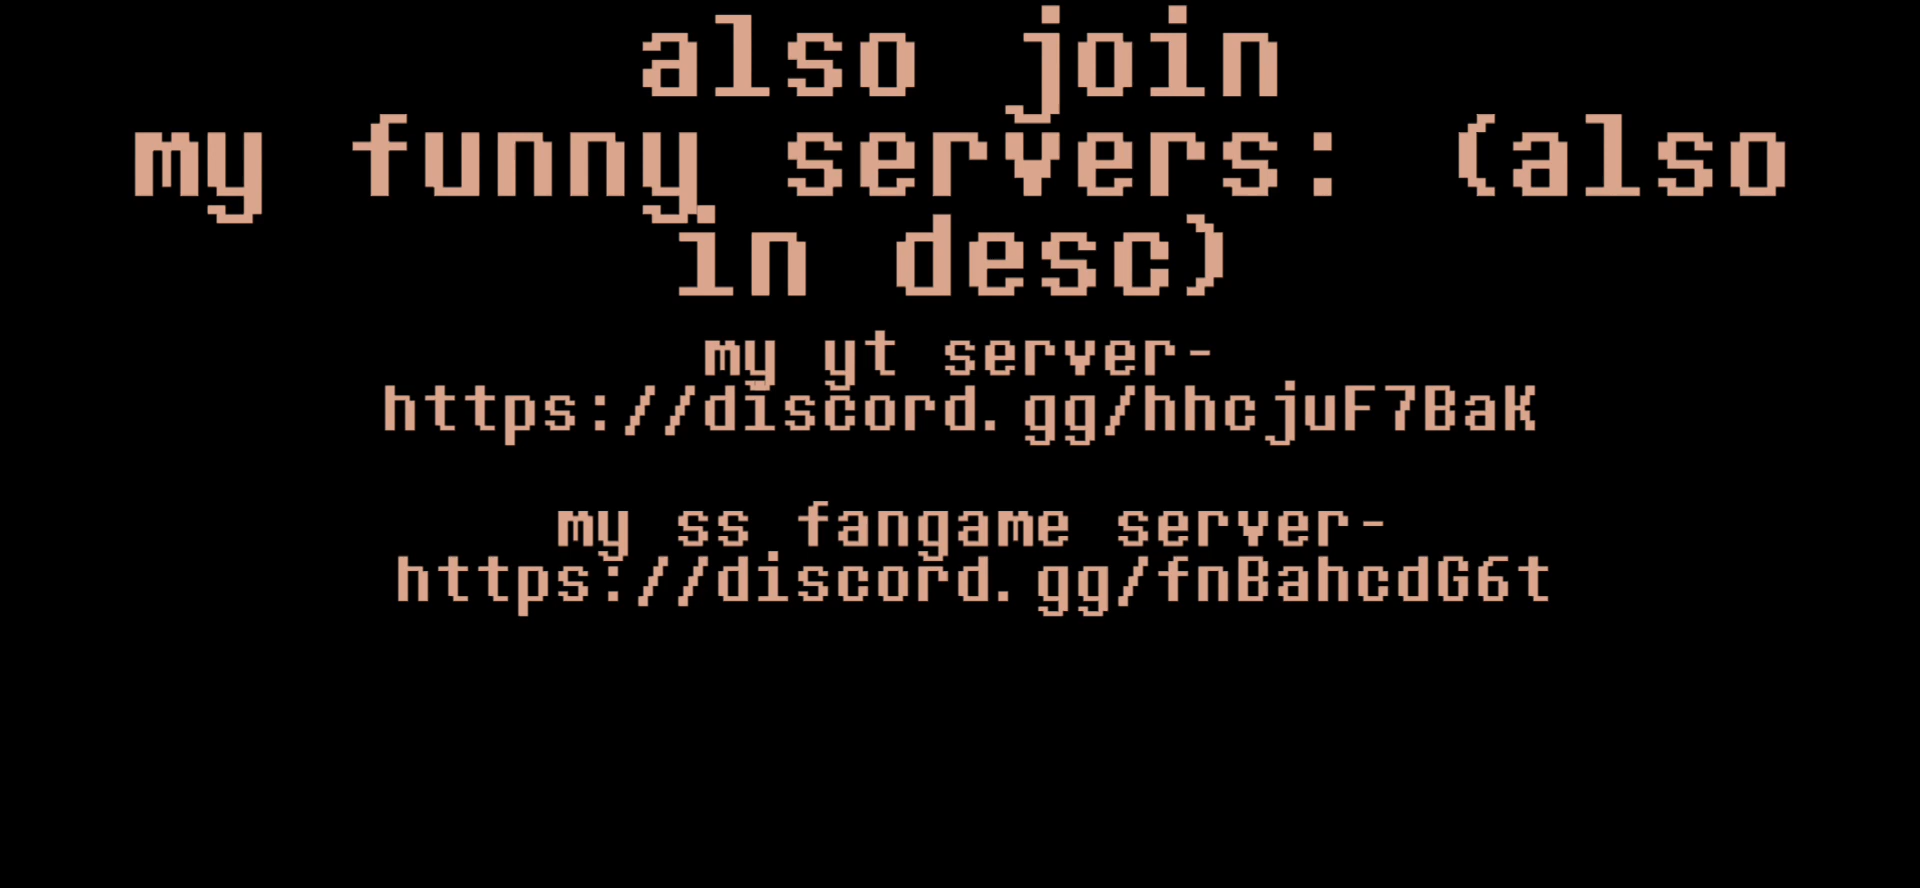 also join
my funny servers: (also
in desc)
my yt server-
https://discord.gg/hhcjuF7BaK
my ss fangame server-
https://discord.gg/fnBahcdG6t